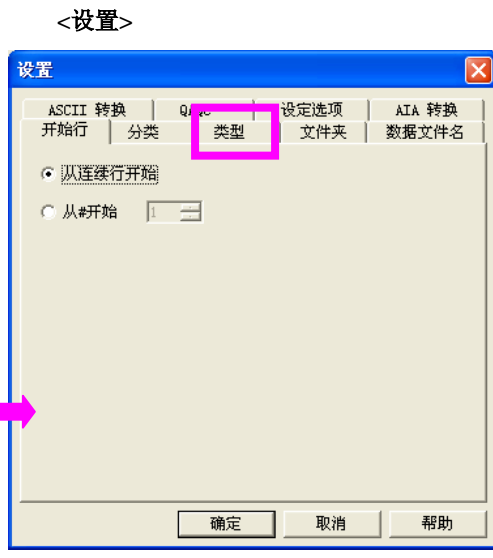 <设置>
设置
ASCII 转换 设定选项 AIA 转换
开始行 分类 类型 文件夹 数据文件名
从连续行开始
从#开始 1
确定 取消 帮助